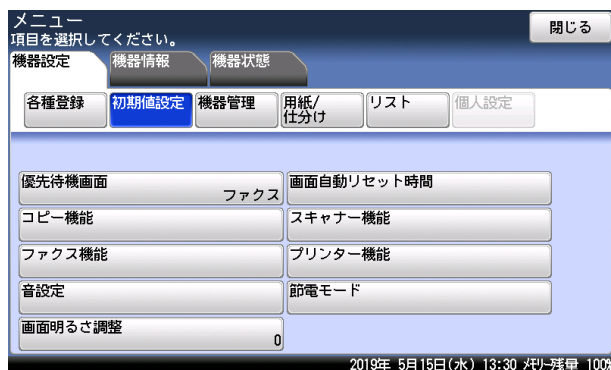 メニュー
項目を選択してください。
閉じる
機器設定
機器情報
機器状態
各種登録
初期値設定
機器管理
用紙/
仕分け
リスト
個人設定
優先待機画面
ファクス
画面自動リセット時間
コピー機能
スキャナー機能
ファクス機能
プリンター機能
音設定
節電モード
画面明るさ調整
0
2019年 5月15日(水) 13:30 メモリー残量 100%